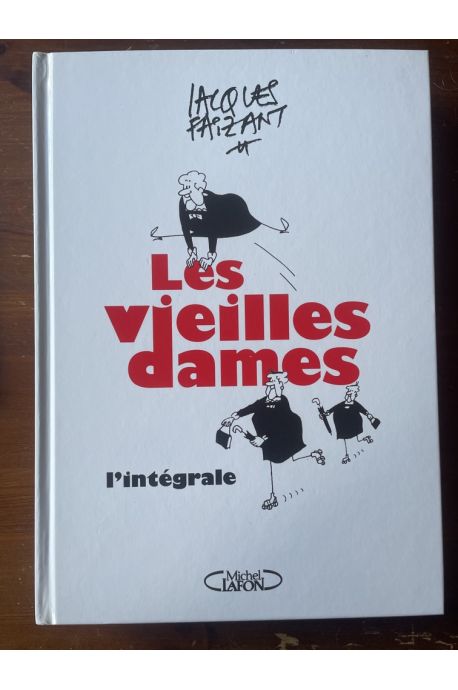 JACQUES
FAIZANT
Les
vieilles
dames
l'intégrale
Michel
LAFON